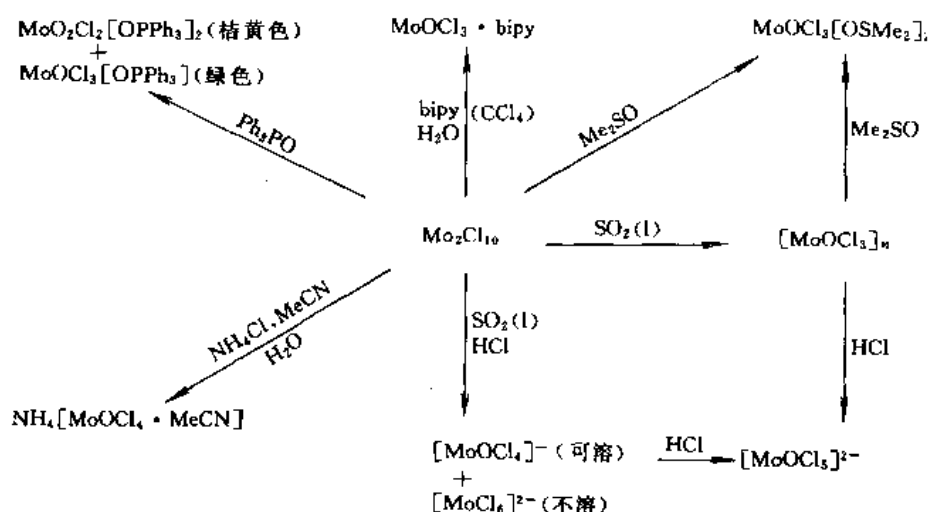 MoO₂Cl₂[OPPh₃]₂(桔黄色)
+
MoOCl₃[OPPh₃](绿色)
MoOCl₃·bipy
MoOCl₃[OSMe₂]₂
Ph₃PO
bipy (CCl₄)
H₂O
Me₂SO
Me₂SO
Mo₂Cl₁₀
SO₂(l)
[MoOCl₃]ₙ
NH₄Cl,MeCN
H₂O
SO₂(l)
HCl
HCl
NH₄[MoOCl₄·MeCN]
[MoOCl₄]⁻(可溶)
+
[MoCl₆]²⁻(不溶)
HCl
[MoOCl₅]²⁻